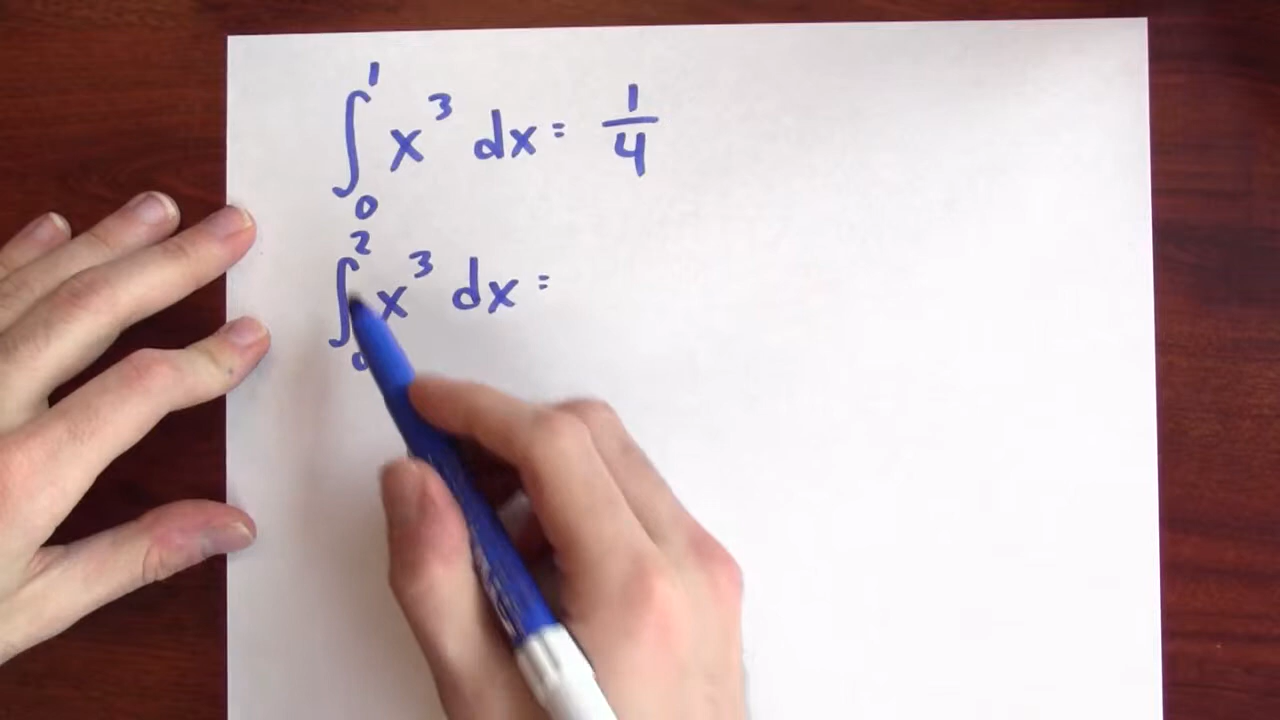 ∫₀¹ x³ dx = 1/4
∫₀² x³ dx =